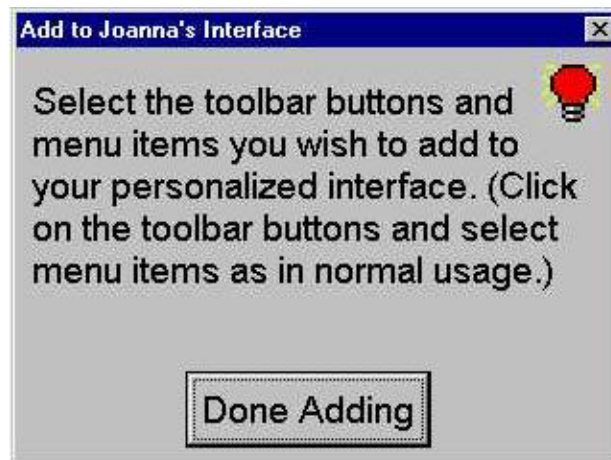 Add to Joanna's Interface
Select the toolbar buttons and
menu items you wish to add to
your personalized interface. (Click
on the toolbar buttons and select
menu items as in normal usage.)
Done Adding